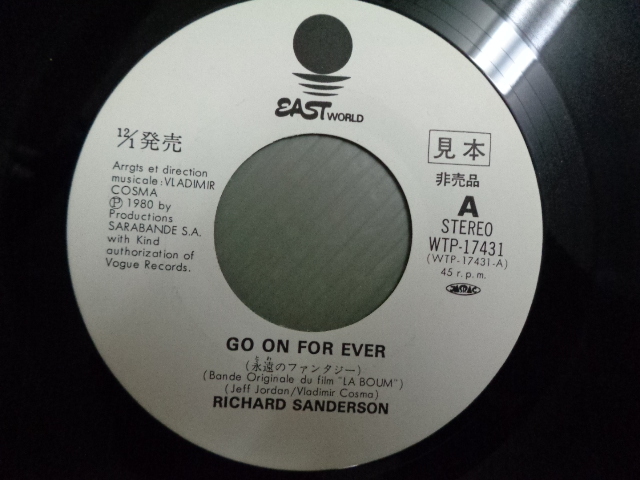 EAST WORLD
12/1発売
Arrgts et direction
musicale: VLADIMIR
COSMA
Ⓟ 1980 by
Productions
SARABANDE S.A.
with Kind
authorization of
Vogue Records.
見本
非売品
A
STEREO
WTP-17431
(WTP-17431-A)
45 r.p.m.
GO ON FOR EVER
(永遠のファンタジー)
(Bande Originale du film "LA BOUM")
(Jeff Jordan/Vladimir Cosma)
RICHARD SANDERSON